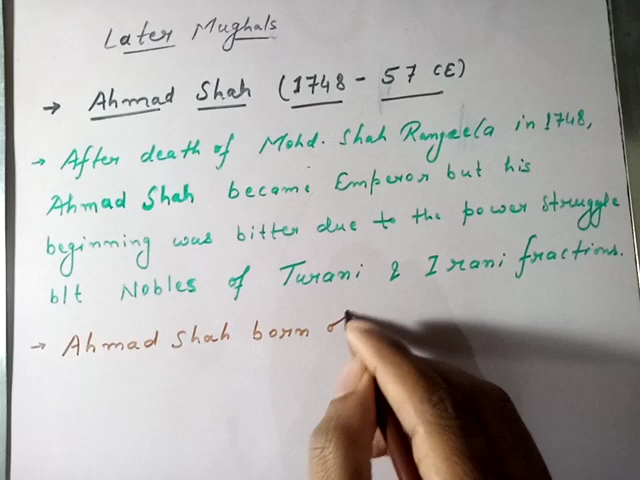 Later Mughals
→ Ahmad Shah (1748 - 57 CE)
→ After death of Mohd. Shah Rangeela in 1748,
Ahmad Shah became Emperor but his
beginning was bitter due to the power struggle
b/t Nobles of Turani & Irani fractions.
→ Ahmad Shah born o